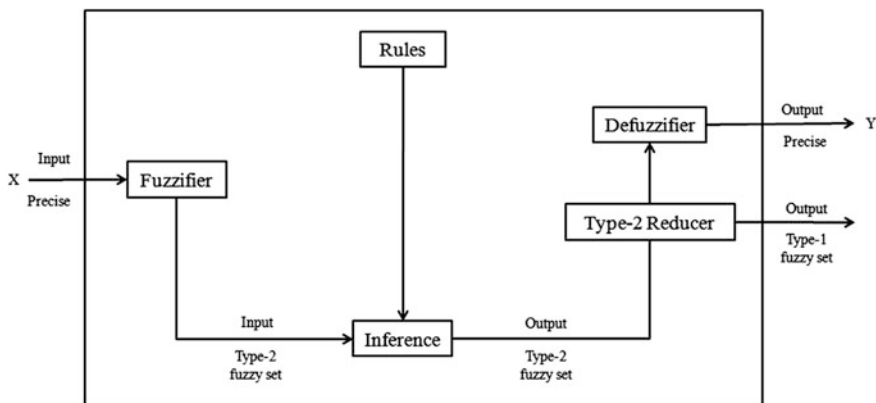 Rules
Output
Defuzzifier
Y
Precise
Input
X
Fuzzifier
Precise
Output
Type-2 Reducer
Type-1
fuzzy set
Input
Output
Inference
Type-2
fuzzy set
Type-2
fuzzy set